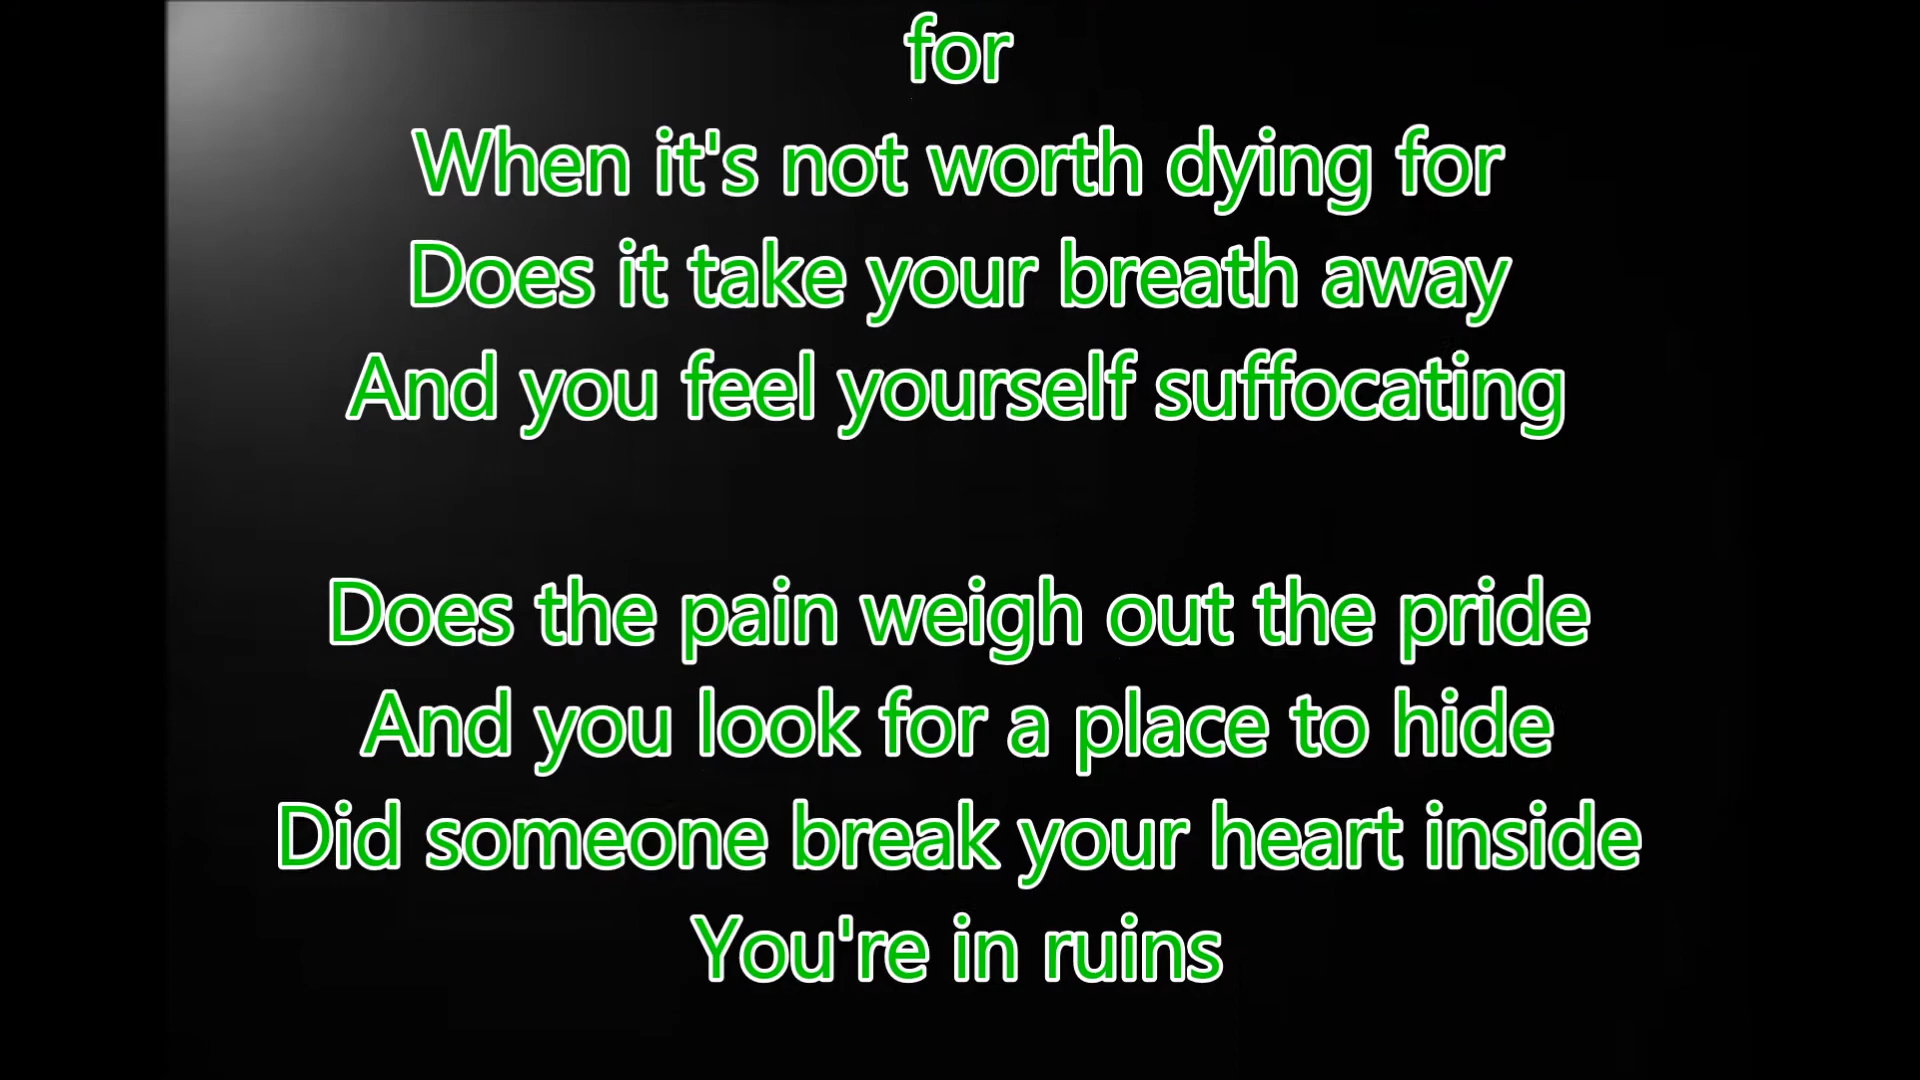 for
When it's not worth dying for
Does it take your breath away
And you feel yourself suffocating
Does the pain weigh out the pride
And you look for a place to hide
Did someone break your heart inside
You're in ruins